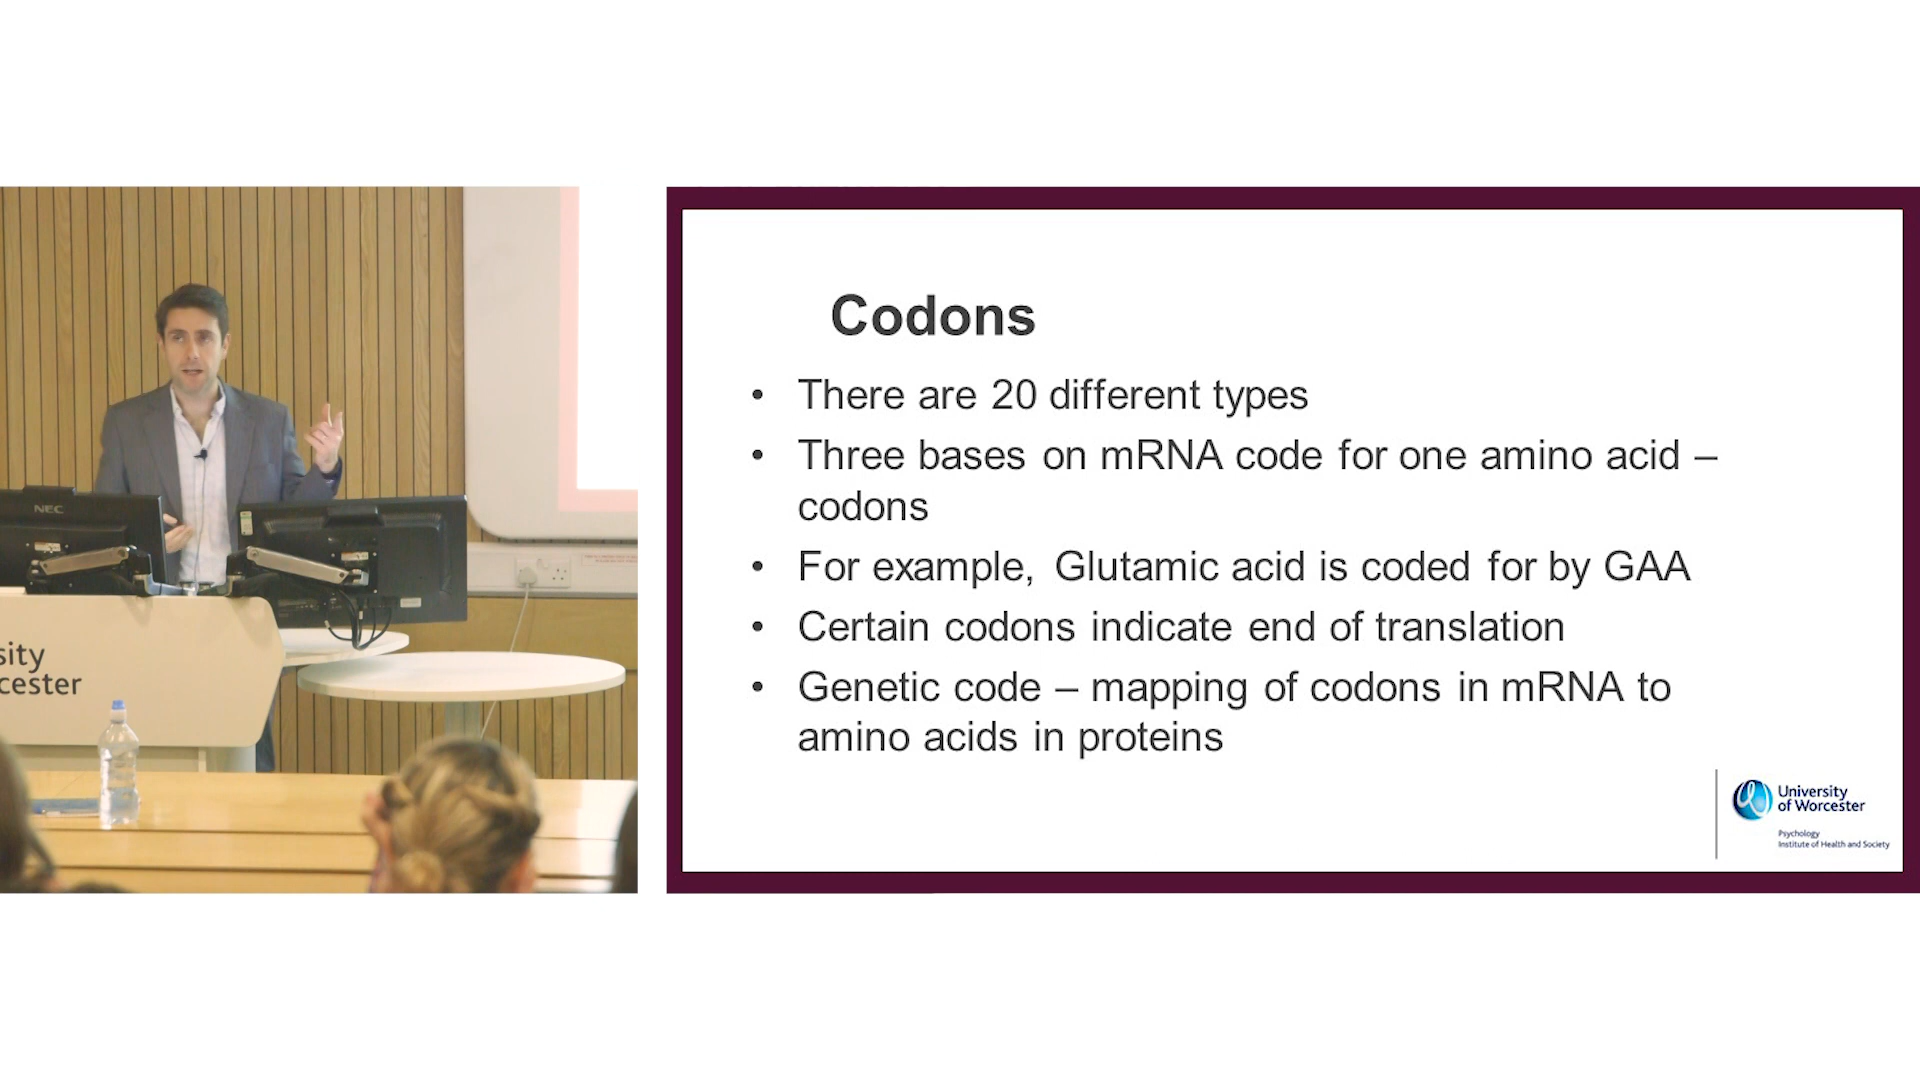 NEC
sity
cester
Codons
• There are 20 different types
• Three bases on mRNA code for one amino acid –
codons
• For example, Glutamic acid is coded for by GAA
• Certain codons indicate end of translation
• Genetic code – mapping of codons in mRNA to
amino acids in proteins
University
of Worcester
Psychology
Institute of Health and Society